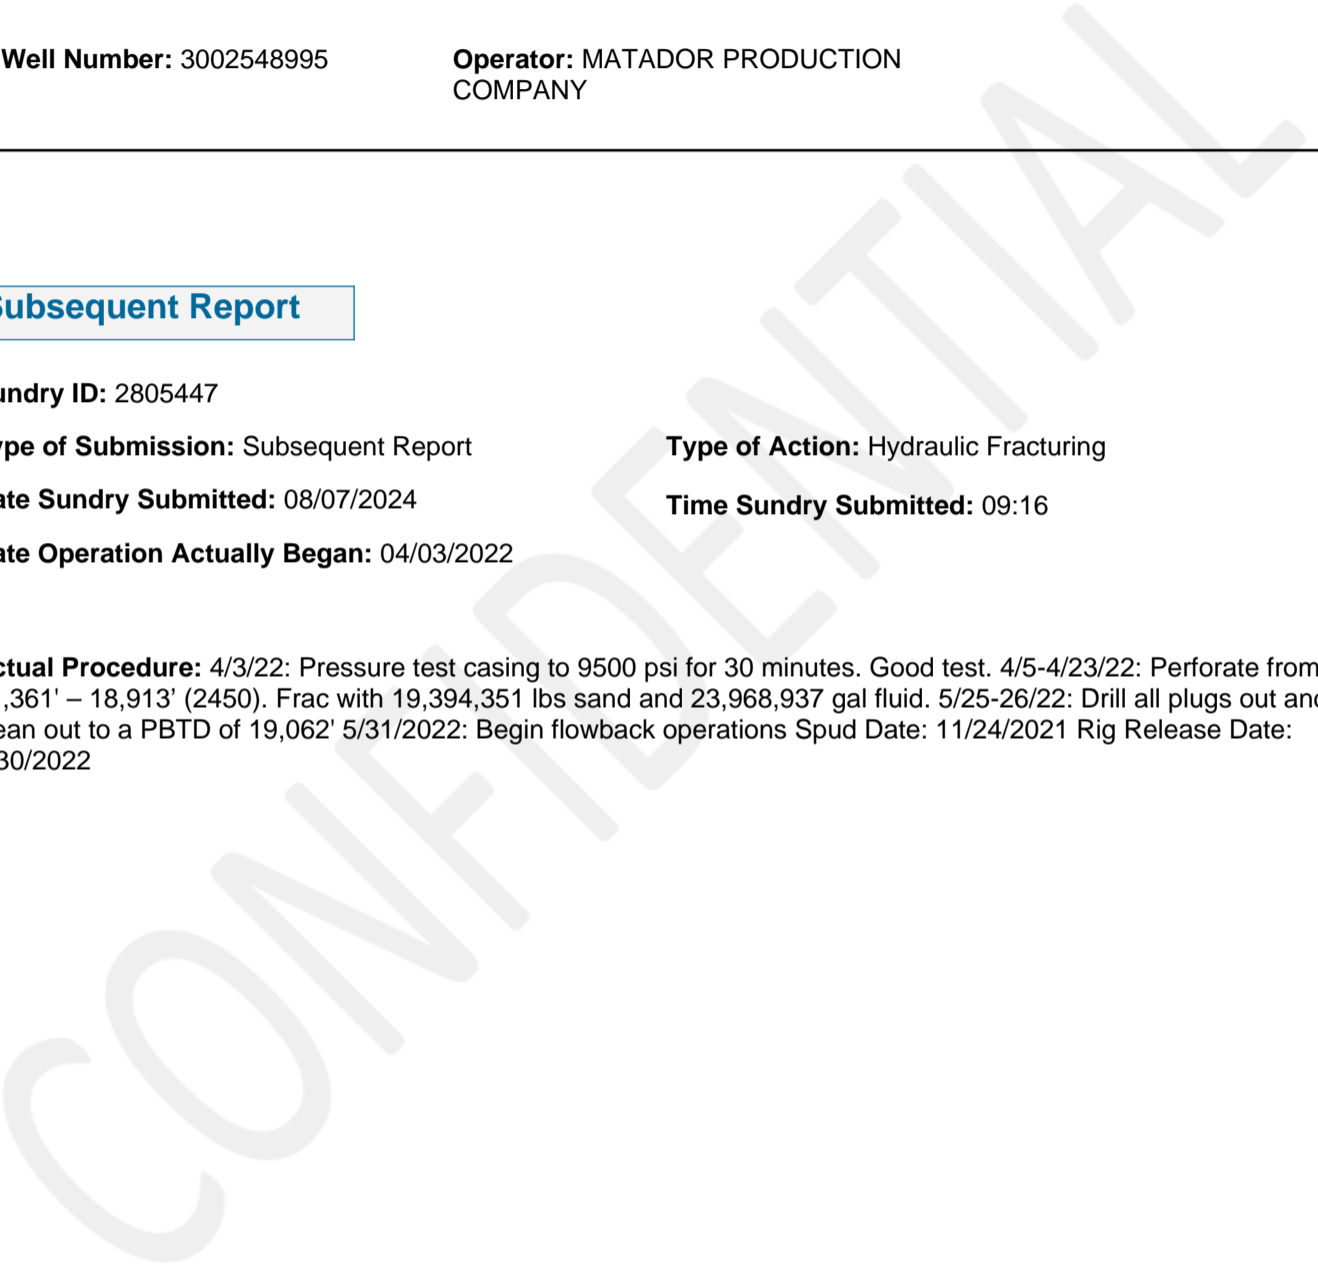 Well Number: 3002548995 Operator: MATADOR PRODUCTION
COMPANY
ubsequent Report
undry ID: 2805447
ype of Submission: Subsequent Report Type of Action: Hydraulic Fracturing
ate Sundry Submitted: 08/07/2024 Time Sundry Submitted: 09:16
ate Operation Actually Began: 04/03/2022
ctual Procedure: 4/3/22: Pressure test casing to 9500 psi for 30 minutes. Good test. 4/5-4/23/22: Perforate from
,361' – 18,913’ (2450). Frac with 19,394,351 lbs sand and 23,968,937 gal fluid. 5/25-26/22: Drill all plugs out an
ean out to a PBTD of 19,062' 5/31/2022: Begin flowback operations Spud Date: 11/24/2021 Rig Release Date:
30/2022
CONFIDENTIAL